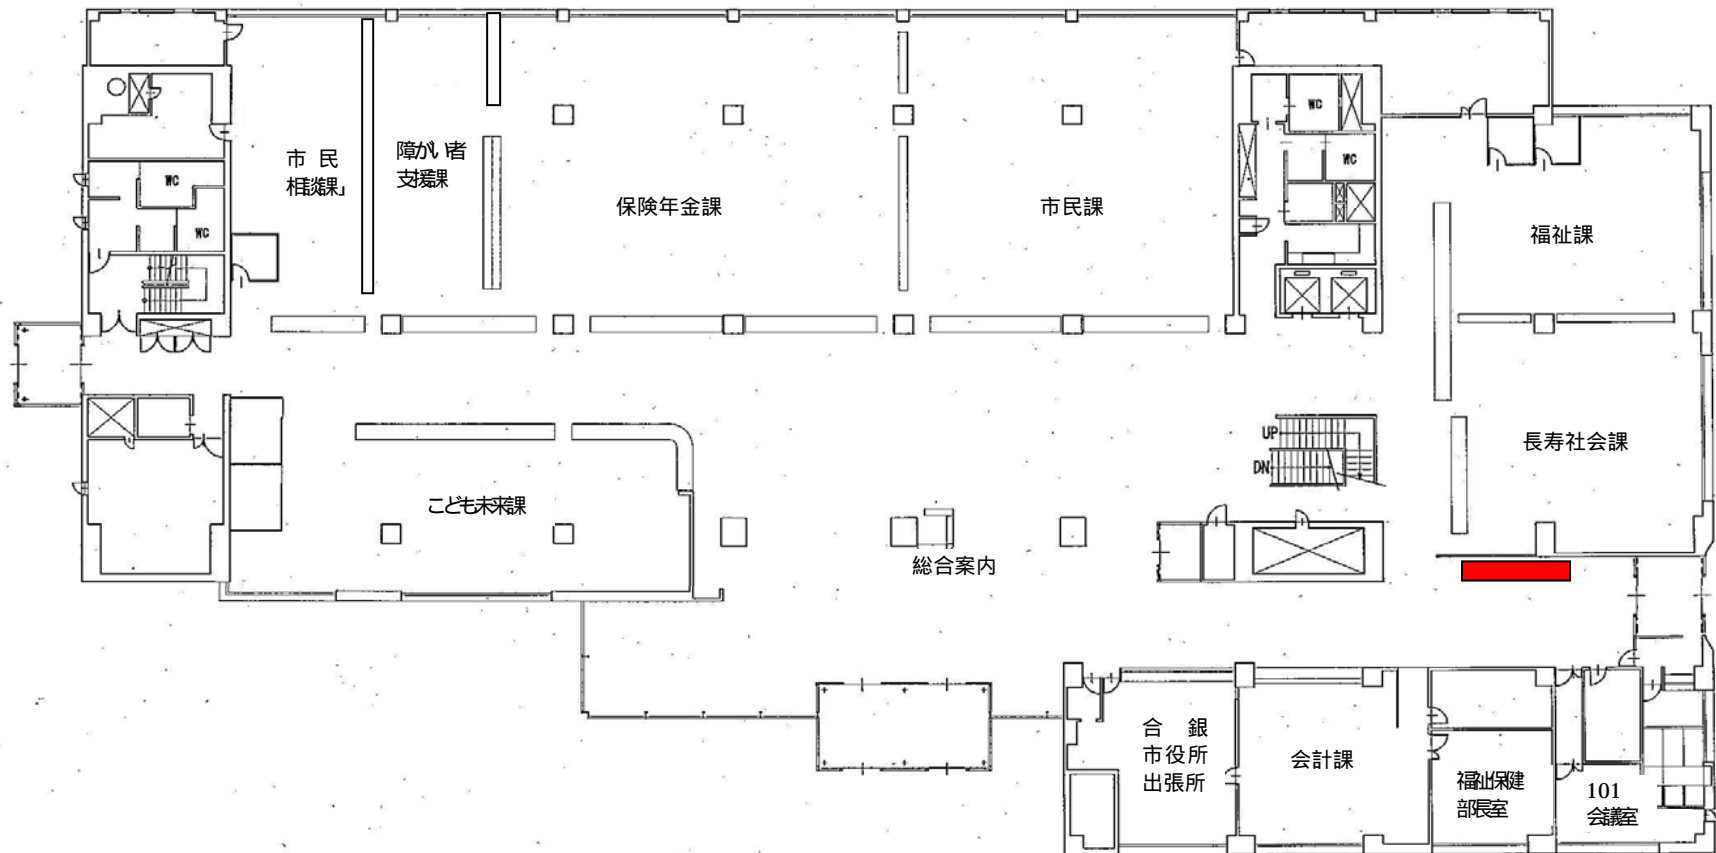 市 民
相談課」
障がい者
支援課
保険年金課
市民課
WC
WC
WC
WC
福祉課
長寿社会課
UP
DN
こども未来課
総合案内
合 銀
市役所
出張所
会計課
福祉保健
部長室
101
会議室